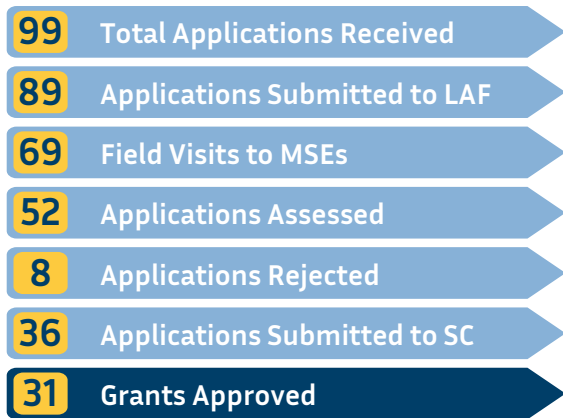 99 Total Applications Received
89 Applications Submitted to LAF
69 Field Visits to MSEs
52 Applications Assessed
8 Applications Rejected
36 Applications Submitted to SC
31 Grants Approved